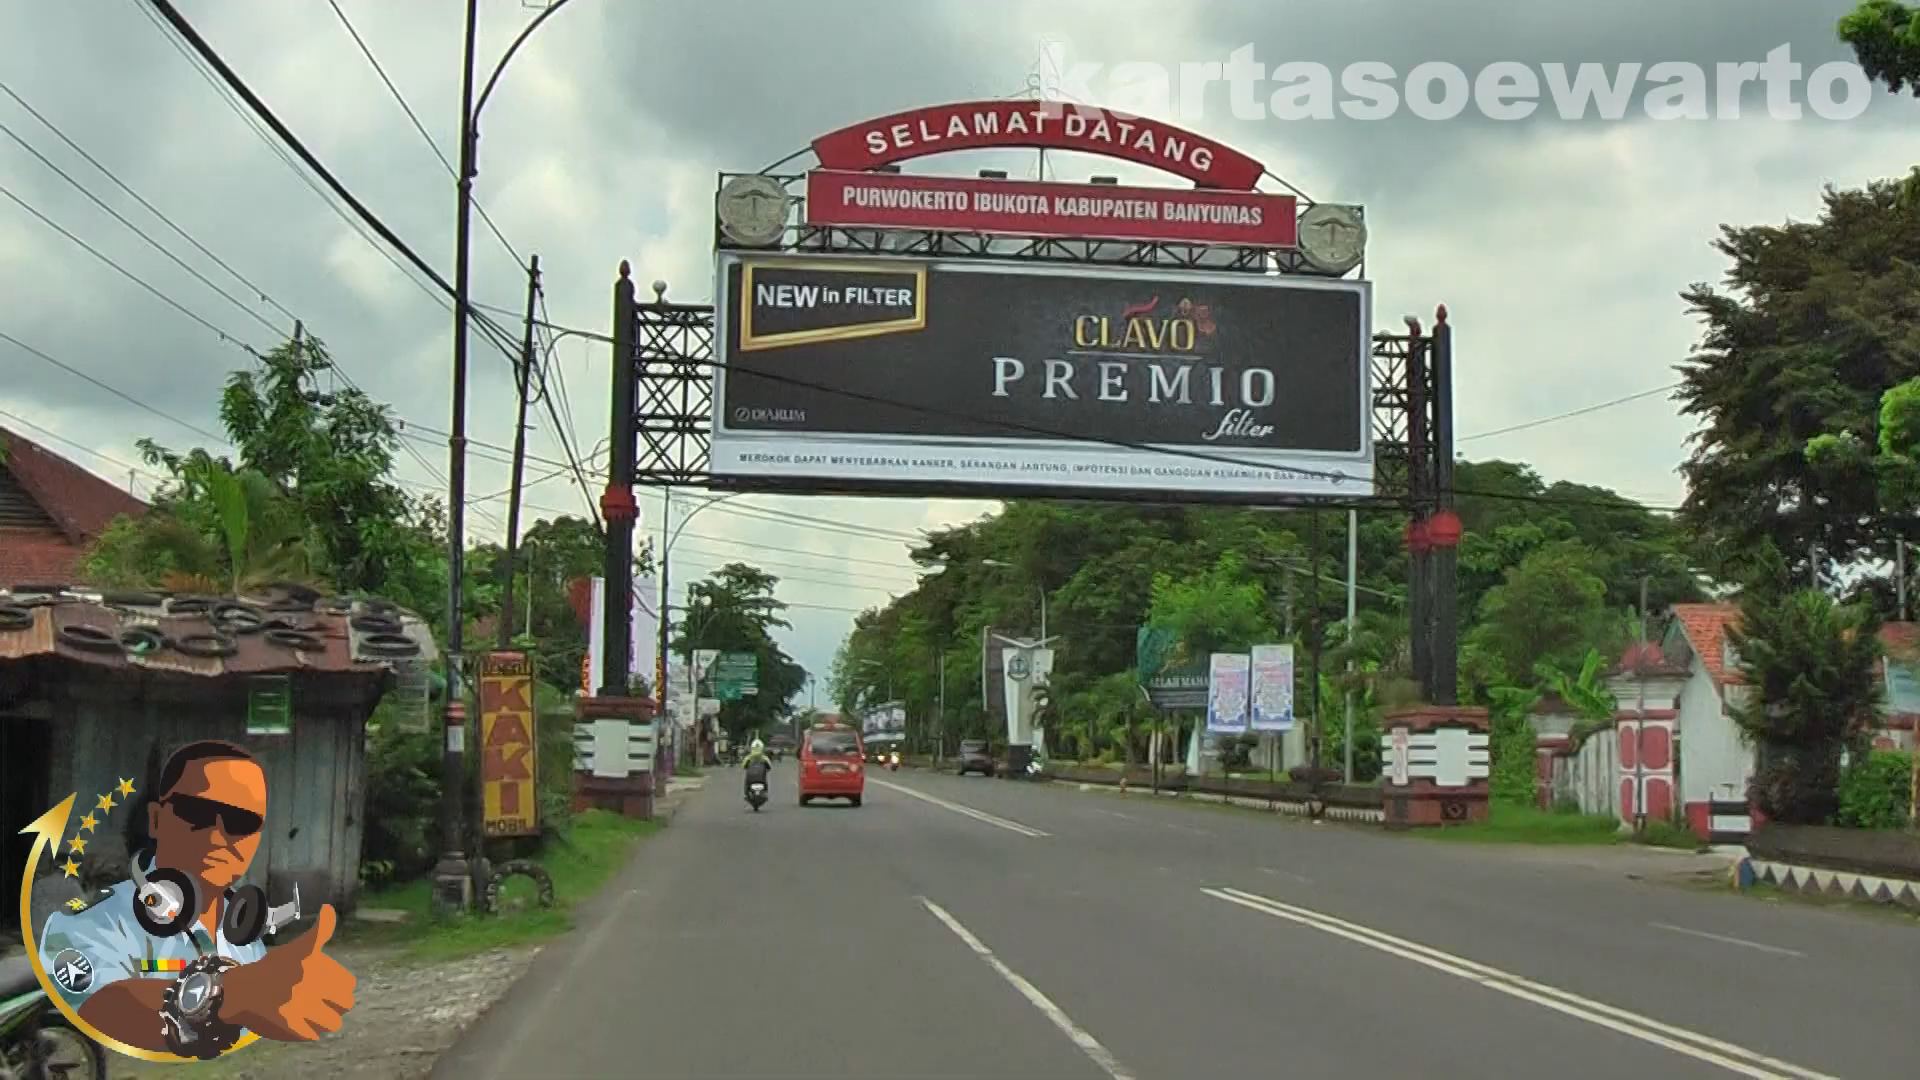 kartasoewarto
SELAMAT DATANG
PURWOKERTO IBUKOTA KABUPATEN BANYUMAS
NEW in FILTER
CLAVO
PREMIO
filter
DJARUM
MEROKOK DAPAT MENYEBABKAN KANKER, SERANGAN JANTUNG, IMPOTENSI DAN GANGGUAN KEHAMILAN DAN JANIN
KAKI
MOBIL